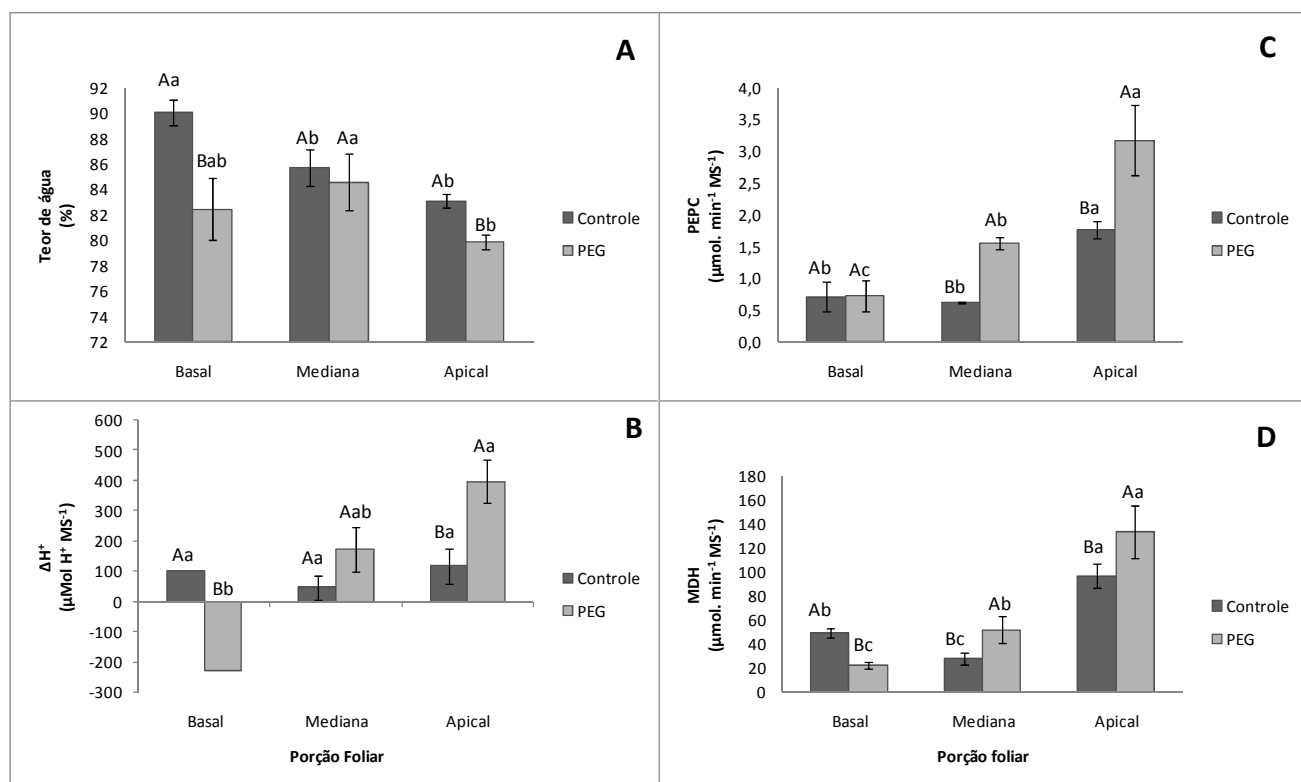 A
Teor de água
(%)
92
90
88
86
84
82
80
78
76
74
72
Aa
Bab
Ab
Aa
Ab
Bb
Basal
Mediana
Apical
Controle
PEG
C
PEPC
(µmol. min⁻¹ MS⁻¹)
4,0
3,5
3,0
2,5
2,0
1,5
1,0
0,5
0,0
Ab
Ac
Bb
Ab
Ba
Aa
Basal
Mediana
Apical
Controle
PEG
B
ΔH⁺
(µMol H⁺ MS⁻¹)
600
500
400
300
200
100
0
-100
-200
-300
Aa
Bb
Aa
Aab
Ba
Aa
Basal
Mediana
Apical
Porção Foliar
Controle
PEG
D
MDH
(µmol. min⁻¹ MS⁻¹)
180
160
140
120
100
80
60
40
20
0
Ab
Bc
Bc
Ab
Ba
Aa
Basal
Mediana
Apical
Porção foliar
Controle
PEG